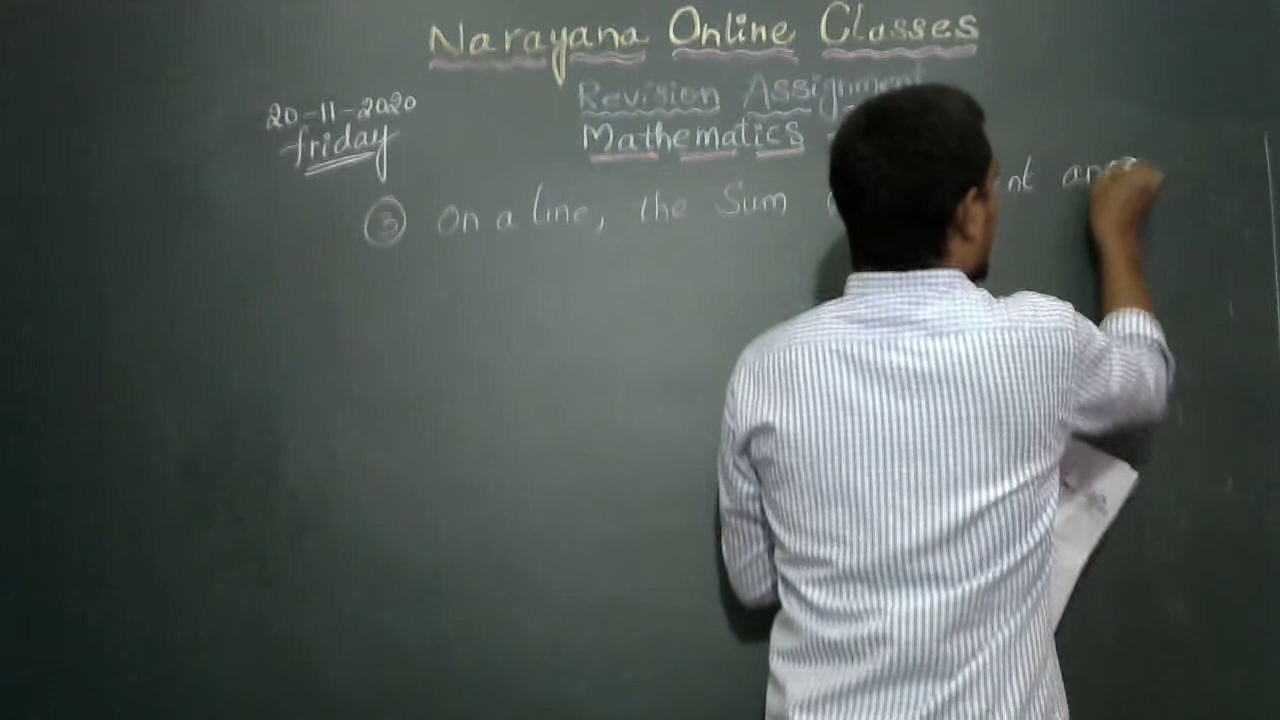 Narayana Online Classes
20-11-2020
Revision Assignment
friday
Mathematics
③ On a line, the Sum